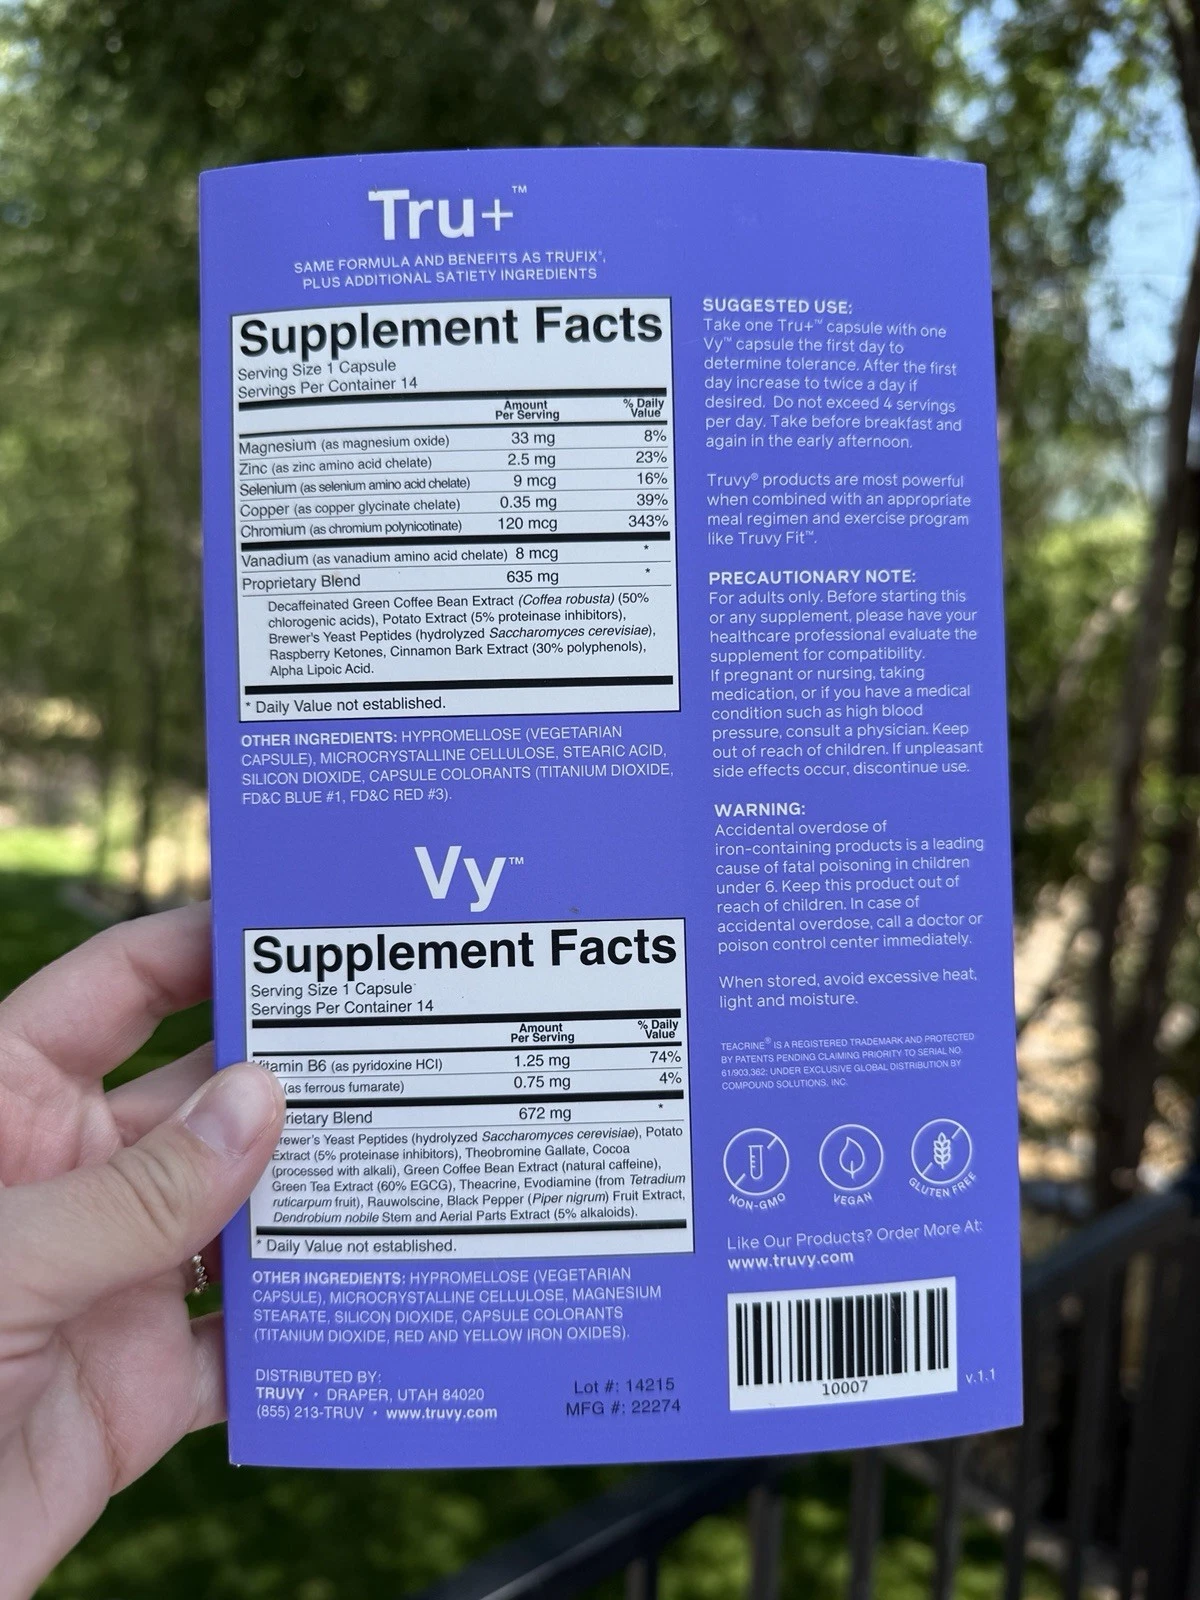 Tru+™
SAME FORMULA AND BENEFITS AS TRUFIX®,
PLUS ADDITIONAL SATIETY INGREDIENTS
Supplement Facts
Serving Size 1 Capsule
Servings Per Container 14
Amount Per Serving % Daily Value
Magnesium (as magnesium oxide) 33 mg 8%
Zinc (as zinc amino acid chelate) 2.5 mg 23%
Selenium (as selenium amino acid chelate) 9 mcg 16%
Copper (as copper glycinate chelate) 0.35 mg 39%
Chromium (as chromium polynicotinate) 120 mcg 343%
Vanadium (as vanadium amino acid chelate) 8 mcg *
Proprietary Blend 635 mg *
Decaffeinated Green Coffee Bean Extract (Coffea robusta) (50%
chlorogenic acids), Potato Extract (5% proteinase inhibitors),
Brewer's Yeast Peptides (hydrolyzed Saccharomyces cerevisiae),
Raspberry Ketones, Cinnamon Bark Extract (30% polyphenols),
Alpha Lipoic Acid.
* Daily Value not established.
OTHER INGREDIENTS: HYPROMELLOSE (VEGETARIAN
CAPSULE), MICROCRYSTALLINE CELLULOSE, STEARIC ACID,
SILICON DIOXIDE, CAPSULE COLORANTS (TITANIUM DIOXIDE,
FD&C BLUE #1, FD&C RED #3).
Vy™
Supplement Facts
Serving Size 1 Capsule
Servings Per Container 14
Amount Per Serving % Daily Value
Vitamin B6 (as pyridoxine HCl) 1.25 mg 74%
(as ferrous fumarate) 0.75 mg 4%
rietary Blend 672 mg *
rewer's Yeast Peptides (hydrolyzed Saccharomyces cerevisiae), Potato
Extract (5% proteinase inhibitors), Theobromine Gallate, Cocoa
(processed with alkali), Green Coffee Bean Extract (natural caffeine),
Green Tea Extract (60% EGCG), Theacrine, Evodiamine (from Tetradium
ruticarpum fruit), Rauwolscine, Black Pepper (Piper nigrum) Fruit Extract,
Dendrobium nobile Stem and Aerial Parts Extract (5% alkaloids).
* Daily Value not established.
OTHER INGREDIENTS: HYPROMELLOSE (VEGETARIAN
CAPSULE), MICROCRYSTALLINE CELLULOSE, MAGNESIUM
STEARATE, SILICON DIOXIDE, CAPSULE COLORANTS
(TITANIUM DIOXIDE, RED AND YELLOW IRON OXIDES).
DISTRIBUTED BY:
TRUVY • DRAPER, UTAH 84020
(855) 213-TRUV • www.truvy.com
Lot #: 14215
MFG #: 22274
SUGGESTED USE:
Take one Tru+™ capsule with one
Vy™ capsule the first day to
determine tolerance. After the first
day increase to twice a day if
desired. Do not exceed 4 servings
per day. Take before breakfast and
again in the early afternoon.
Truvy® products are most powerful
when combined with an appropriate
meal regimen and exercise program
like Truvy Fit™.
PRECAUTIONARY NOTE:
For adults only. Before starting this
or any supplement, please have your
healthcare professional evaluate the
supplement for compatibility.
If pregnant or nursing, taking
medication, or if you have a medical
condition such as high blood
pressure, consult a physician. Keep
out of reach of children. If unpleasant
side effects occur, discontinue use.
WARNING:
Accidental overdose of
iron-containing products is a leading
cause of fatal poisoning in children
under 6. Keep this product out of
reach of children. In case of
accidental overdose, call a doctor or
poison control center immediately.
When stored, avoid excessive heat,
light and moisture.
TEACRINE® IS A REGISTERED TRADEMARK AND PROTECTED
BY PATENTS PENDING CLAIMING PRIORITY TO SERIAL NO.
61/903,362: UNDER EXCLUSIVE GLOBAL DISTRIBUTION BY
COMPOUND SOLUTIONS, INC.
NON-GMO
VEGAN
GLUTEN FREE
Like Our Products? Order More At:
www.truvy.com
10007
v.1.1